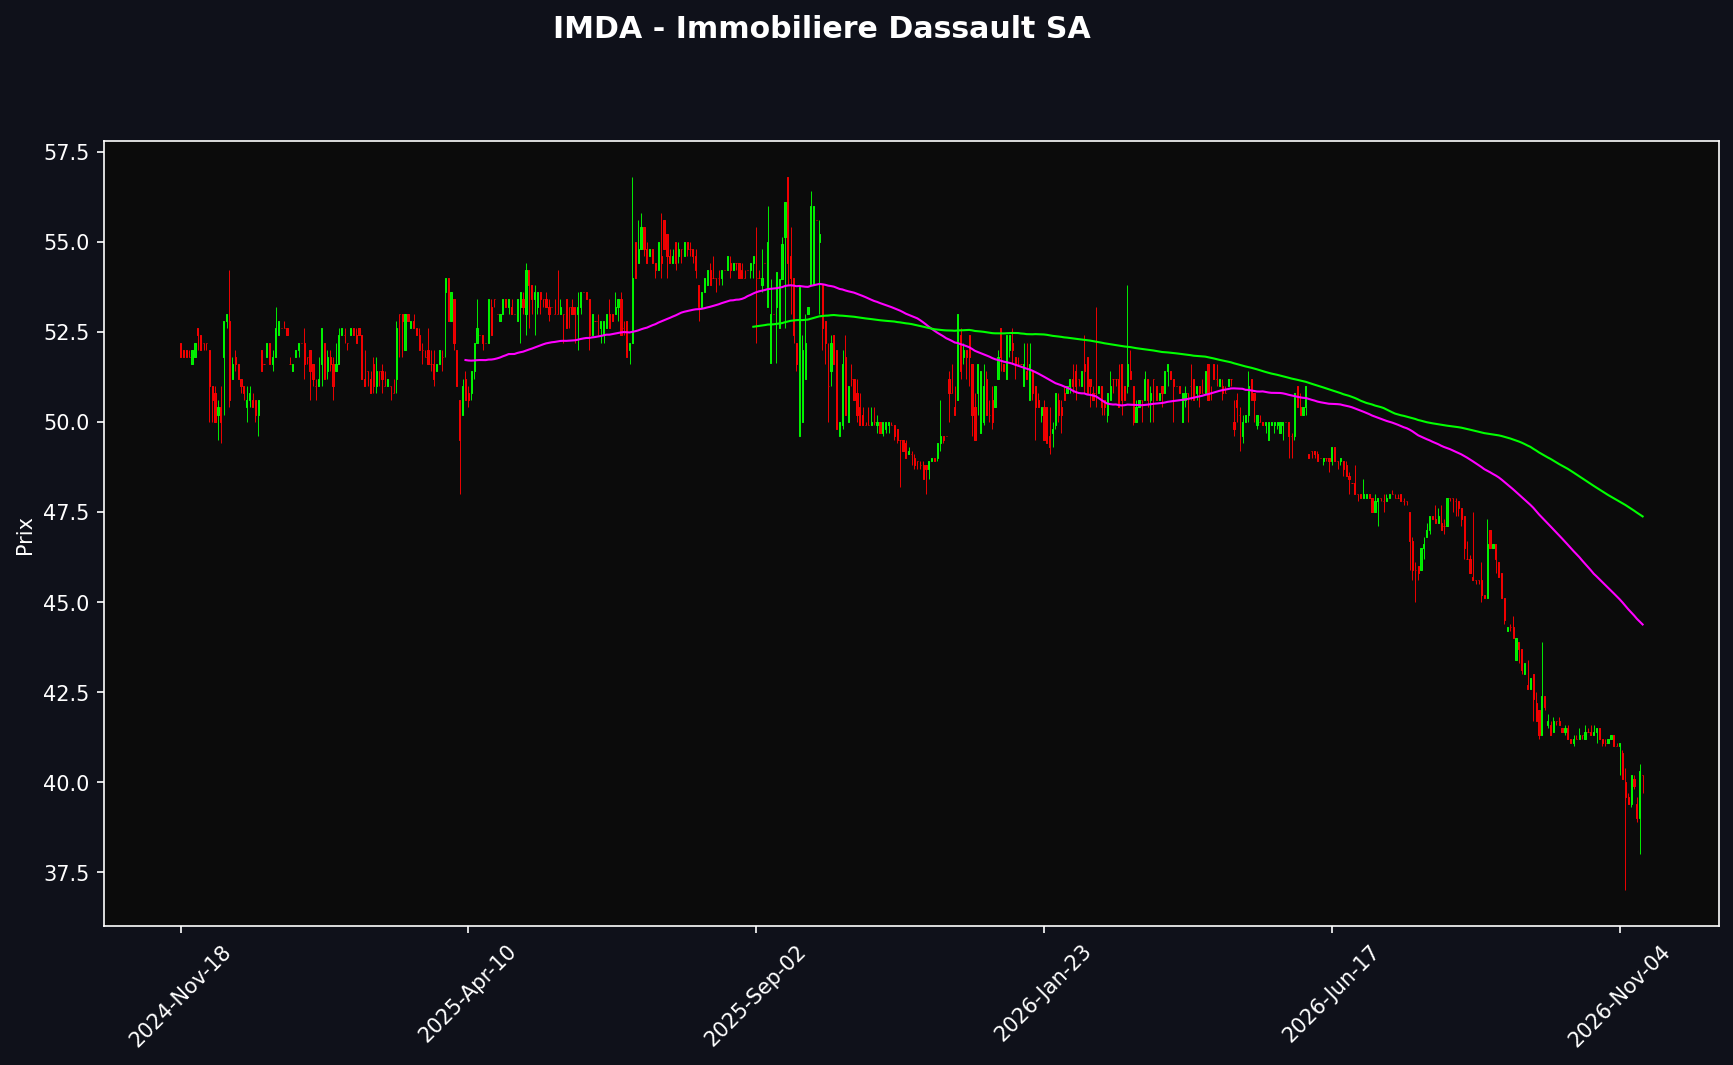 IMDA - Immobiliere Dassault SA
57.5
55.0
52.5
50.0
47.5
45.0
42.5
40.0
37.5
Prix
2024-Nov-18
2025-Apr-10
2025-Sep-02
2026-Jan-23
2026-Jun-17
2026-Nov-04